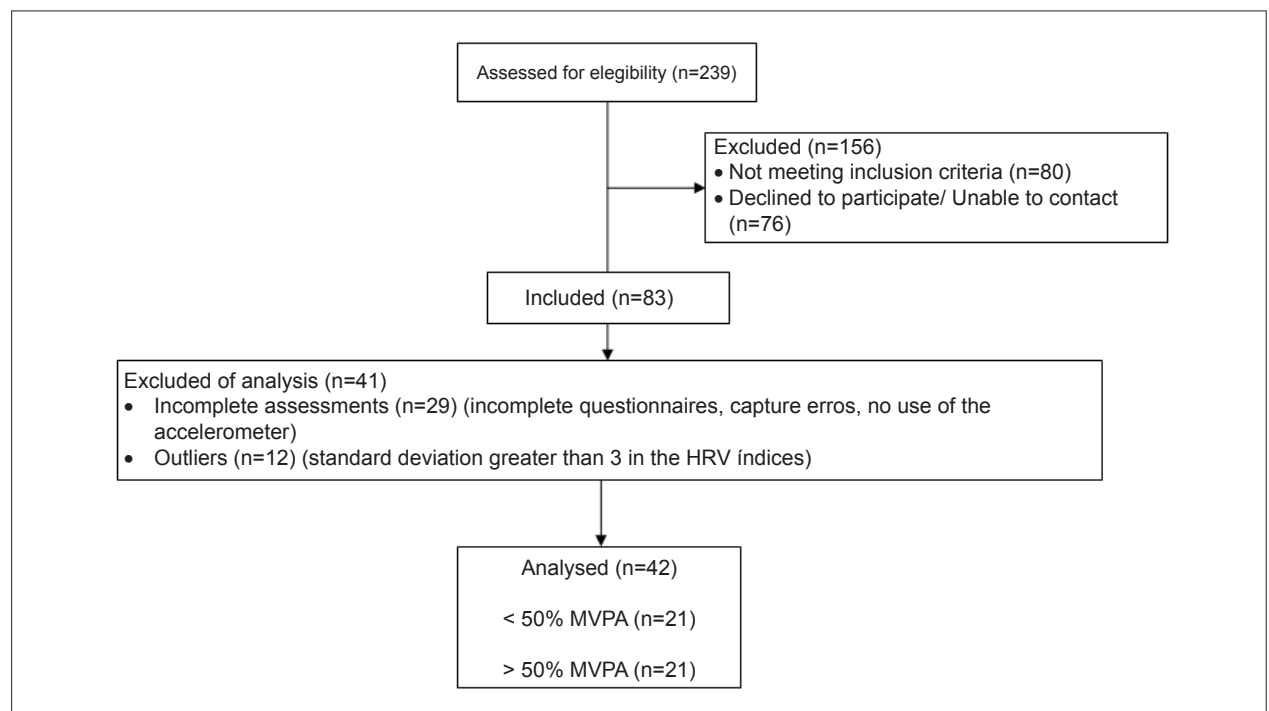 Assessed for elegibility (n=239)
Excluded (n=156)
• Not meeting inclusion criteria (n=80)
• Declined to participate/ Unable to contact
(n=76)
Included (n=83)
Excluded of analysis (n=41)
• Incomplete assessments (n=29) (incomplete questionnaires, capture erros, no use of the
accelerometer)
• Outliers (n=12) (standard deviation greater than 3 in the HRV índices)
Analysed (n=42)
< 50% MVPA (n=21)
> 50% MVPA (n=21)